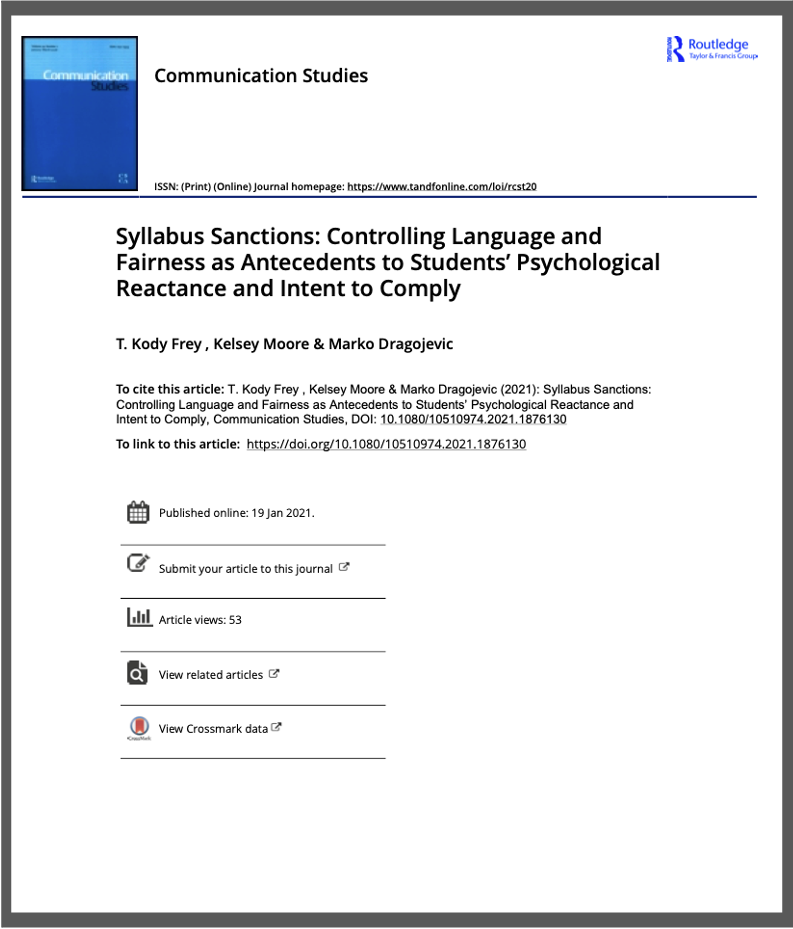 Communication
Studies
Routledge
Taylor & Francis Group
Communication Studies
ISSN: (Print) (Online) Journal homepage: https://www.tandfonline.com/loi/rcst20
Syllabus Sanctions: Controlling Language and
Fairness as Antecedents to Students’ Psychological
Reactance and Intent to Comply
T. Kody Frey , Kelsey Moore & Marko Dragojevic
To cite this article: T. Kody Frey , Kelsey Moore & Marko Dragojevic (2021): Syllabus Sanctions:
Controlling Language and Fairness as Antecedents to Students’ Psychological Reactance and
Intent to Comply, Communication Studies, DOI: 10.1080/10510974.2021.1876130
To link to this article: https://doi.org/10.1080/10510974.2021.1876130
Published online: 19 Jan 2021.
Submit your article to this journal
Article views: 53
View related articles
View Crossmark data
CrossMark